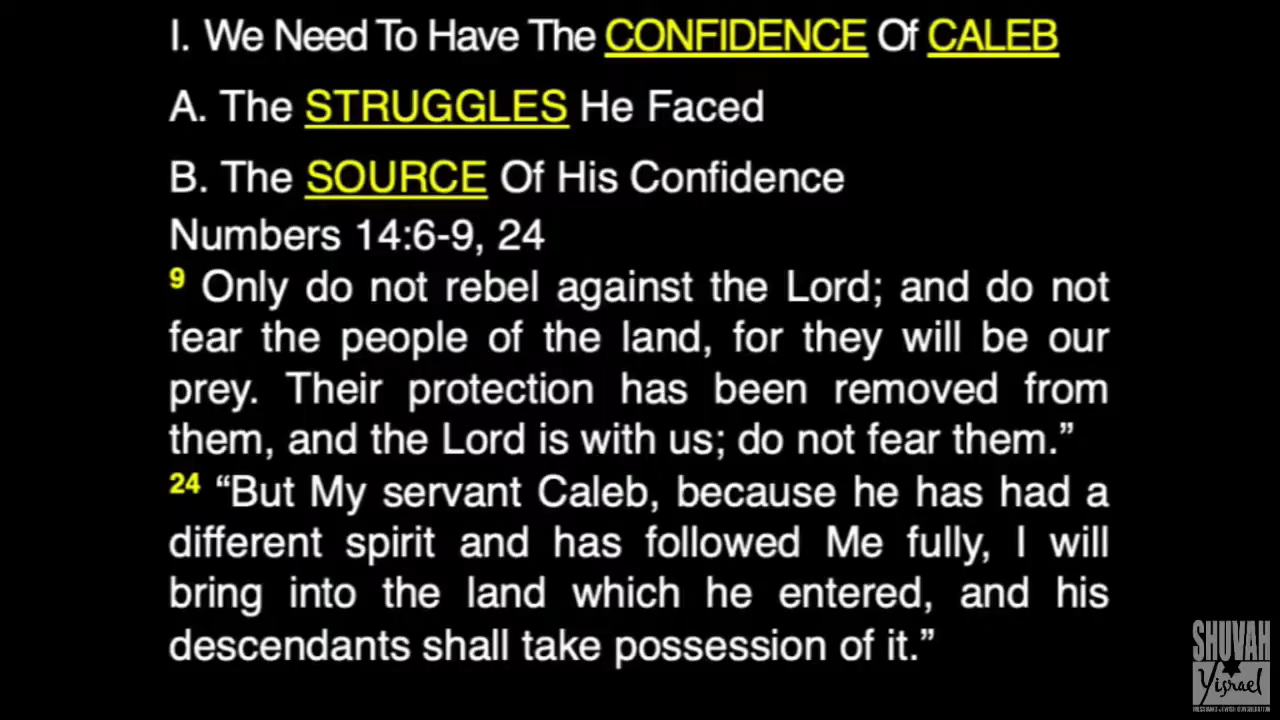 I. We Need To Have The CONFIDENCE Of CALEB
A. The STRUGGLES He Faced
B. The SOURCE Of His Confidence
Numbers 14:6-9, 24
9 Only do not rebel against the Lord; and do not
fear the people of the land, for they will be our
prey. Their protection has been removed from
them, and the Lord is with us; do not fear them.”
24 “But My servant Caleb, because he has had a
different spirit and has followed Me fully, I will
bring into the land which he entered, and his
descendants shall take possession of it.”
SHUVAH
Yisrael
MESSIANIC JEWISH CONGREGATION